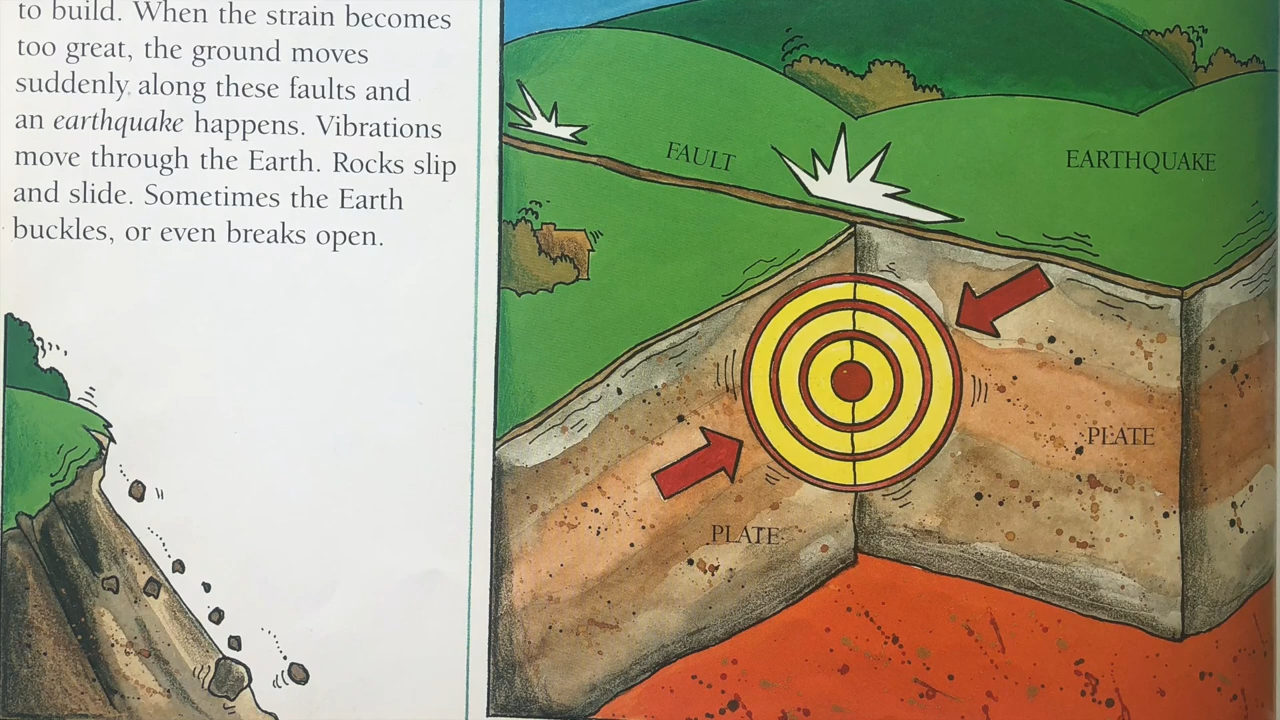 to build. When the strain becomes
too great, the ground moves
suddenly along these faults and
an earthquake happens. Vibrations
move through the Earth. Rocks slip
and slide. Sometimes the Earth
buckles, or even breaks open.
FAULT
EARTHQUAKE
PLATE
PLATE